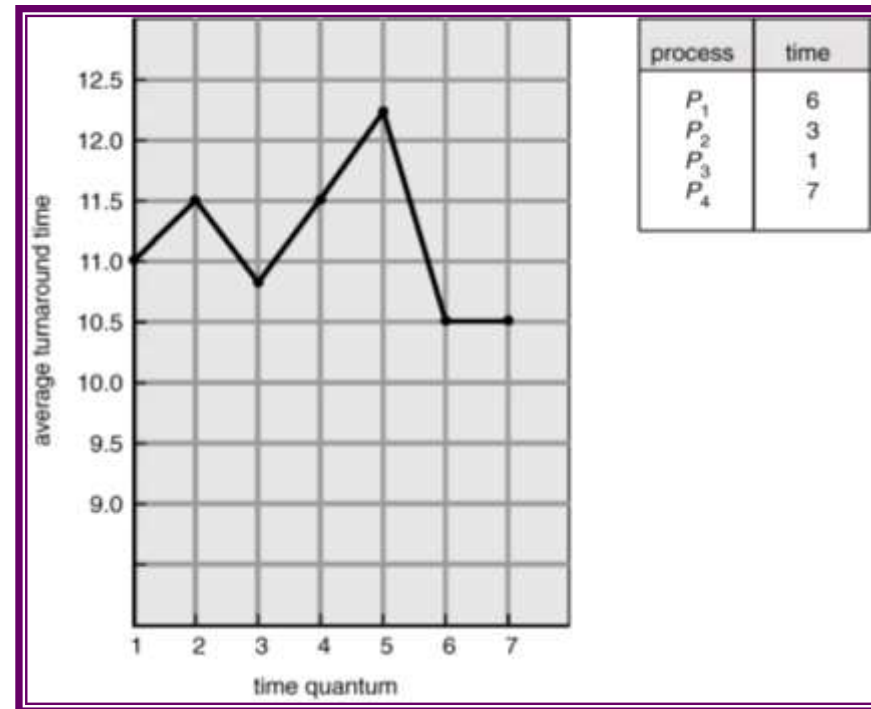 12.5
12.0
11.5
11.0
10.5
10.0
9.5
9.0
average turnaround time
1 2 3 4 5 6 7
time quantum
process time
P1 6
P2 3
P3 1
P4 7